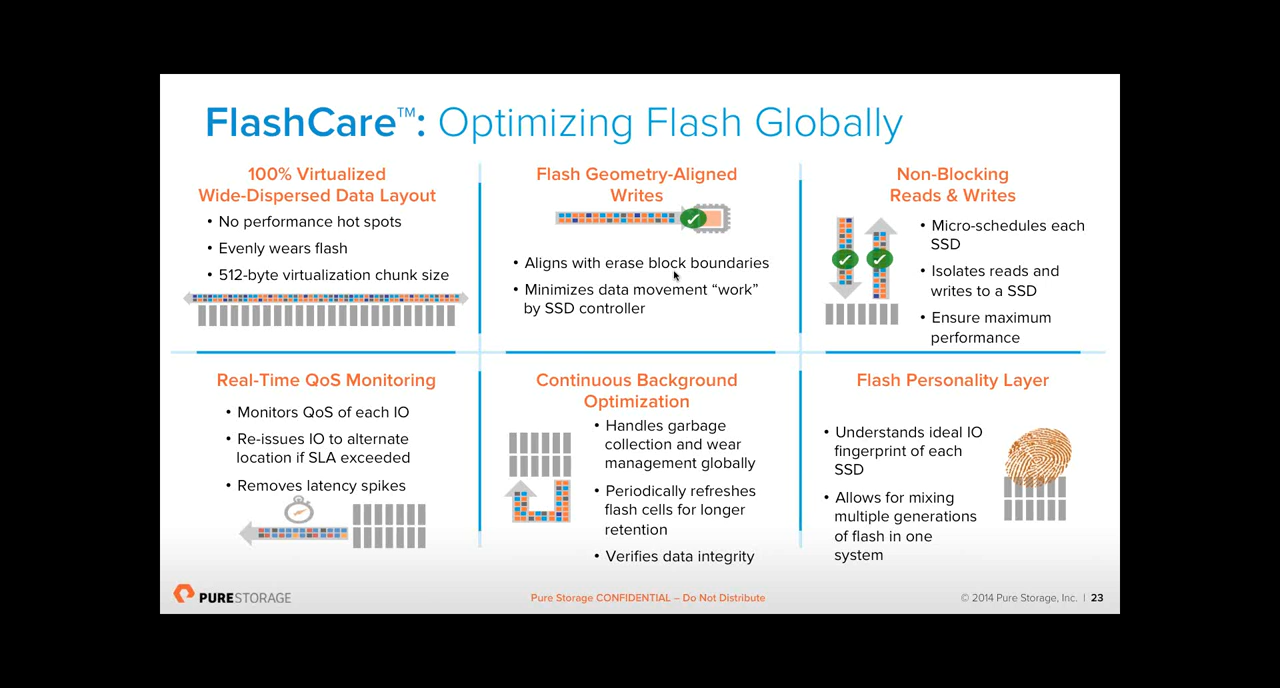 FlashCare™: Optimizing Flash Globally
100% Virtualized
Wide-Dispersed Data Layout
• No performance hot spots
• Evenly wears flash
• 512-byte virtualization chunk size
Flash Geometry-Aligned
Writes
• Aligns with erase block boundaries
• Minimizes data movement “work”
by SSD controller
Non-Blocking
Reads & Writes
• Micro-schedules each
SSD
• Isolates reads and
writes to a SSD
• Ensure maximum
performance
Real-Time QoS Monitoring
• Monitors QoS of each IO
• Re-issues IO to alternate
location if SLA exceeded
• Removes latency spikes
Continuous Background
Optimization
• Handles garbage
collection and wear
management globally
• Periodically refreshes
flash cells for longer
retention
• Verifies data integrity
Flash Personality Layer
• Understands ideal IO
fingerprint of each
SSD
• Allows for mixing
multiple generations
of flash in one
system
PURESTORAGE
Pure Storage CONFIDENTIAL – Do Not Distribute
© 2014 Pure Storage, Inc. | 23